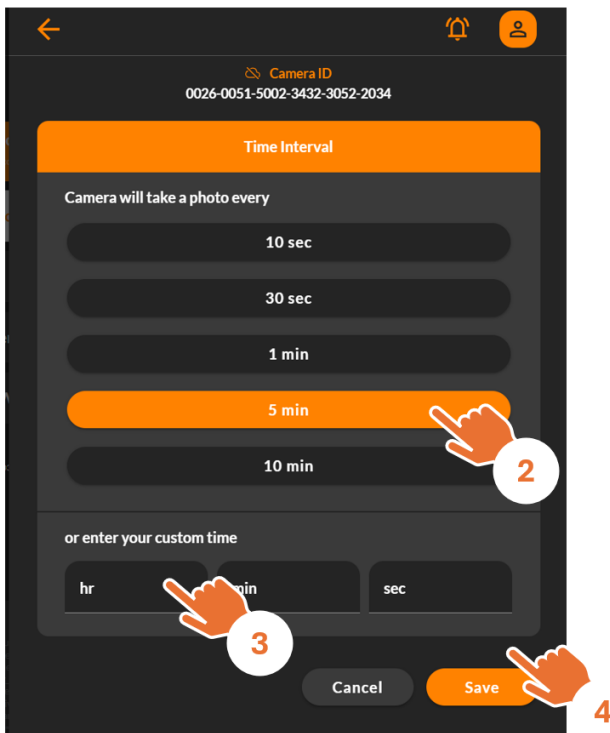 Camera ID
0026-0051-5002-3432-3052-2034
Time Interval
Camera will take a photo every
10 sec
30 sec
1 min
5 min
2
10 min
or enter your custom time
hr
sec
3
Cancel
Save
4